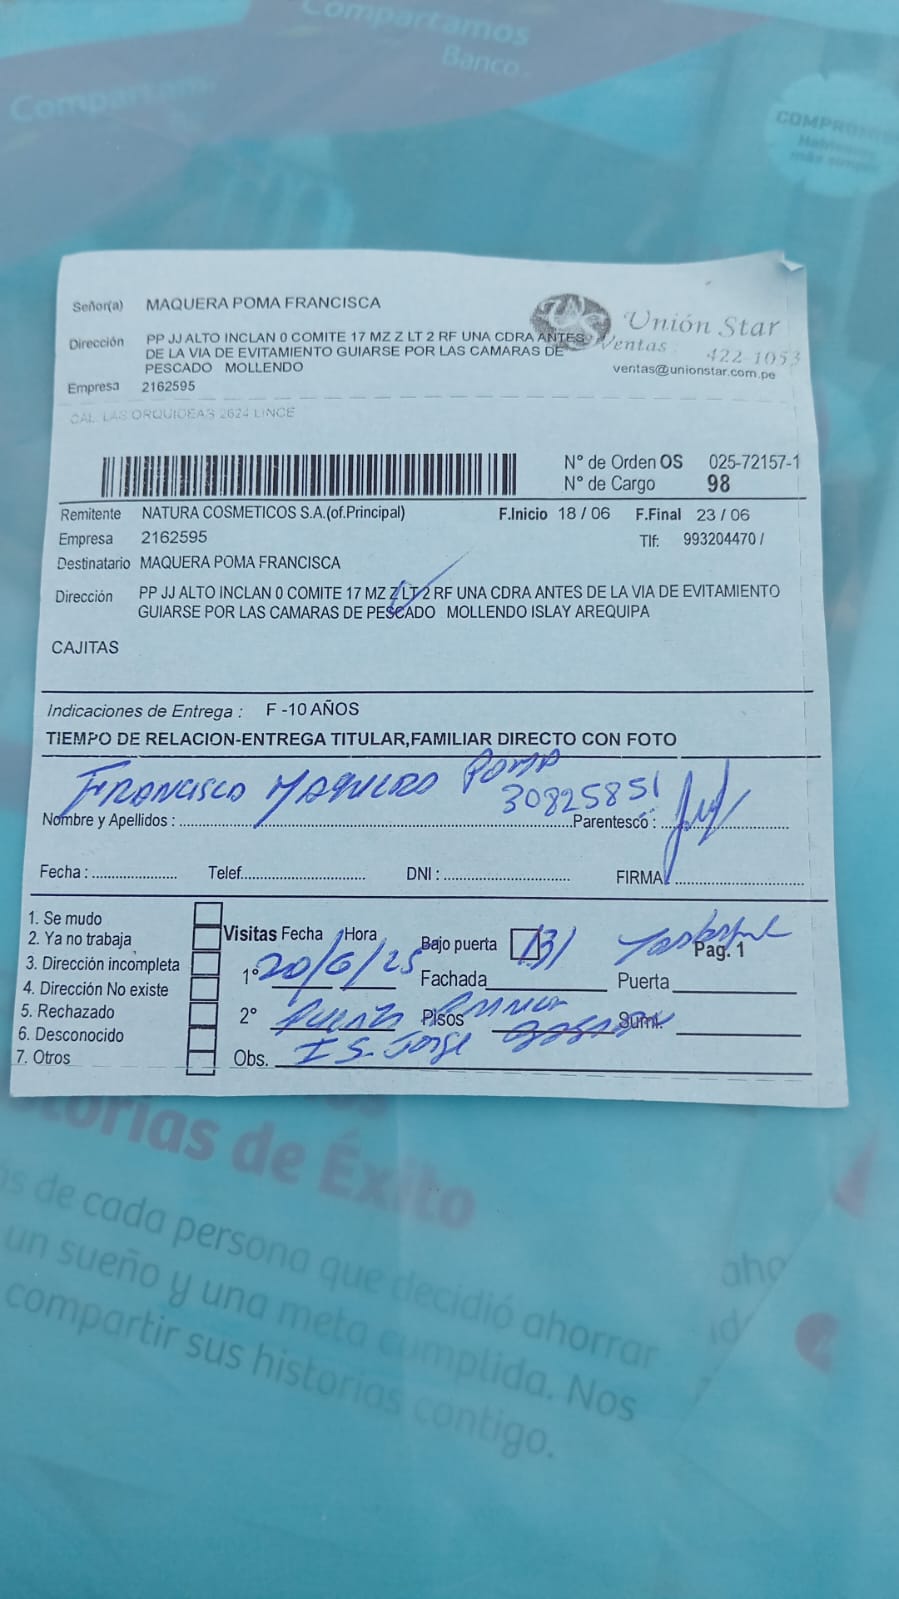 Compartamos
Banco.
Compartam
COMPROM
Señor(a) MAQUERA POMA FRANCISCA
Unión Star
Ventas: 422-1053
ventas@unionstar.com.pe
Dirección PP JJ ALTO INCLAN 0 COMITE 17 MZ Z LT 2 RF UNA CDRA ANTES
DE LA VIA DE EVITAMIENTO GUIARSE POR LAS CAMARAS DE
PESCADO MOLLENDO
Empresa 2162595
CAL. LAS ORQUIDEAS 2624 LINCE
N° de Orden OS 025-72157-1
N° de Cargo 98
Remitente NATURA COSMETICOS S.A.(of.Principal) F.Inicio 18 / 06 F.Final 23 / 06
Empresa 2162595 Tlf: 993204470 /
Destinatario MAQUERA POMA FRANCISCA
Dirección PP JJ ALTO INCLAN 0 COMITE 17 MZ Z LT 2 RF UNA CDRA ANTES DE LA VIA DE EVITAMIENTO
GUIARSE POR LAS CAMARAS DE PESCADO MOLLENDO ISLAY AREQUIPA
CAJITAS
Indicaciones de Entrega : F -10 AÑOS
TIEMPO DE RELACION-ENTREGA TITULAR,FAMILIAR DIRECTO CON FOTO
FRANCISCO MAQUERO POMA
30825851
Nombre y Apellidos : Parentesco :
Fecha : Telef. DNI : FIRMA
1. Se mudo
2. Ya no trabaja
3. Dirección incompleta
4. Dirección No existe
5. Rechazado
6. Desconocido
7. Otros
Visitas Fecha /Hora Bajo puerta Pag. 1
1° 20/6/25 Fachada Puerta
2° Pisos Sumi.
Obs. I S. Jorge
torias de Éxito
as de cada persona que decidió ahorrar
un sueño y una meta cumplida. Nos
compartir sus historias contigo.
aho